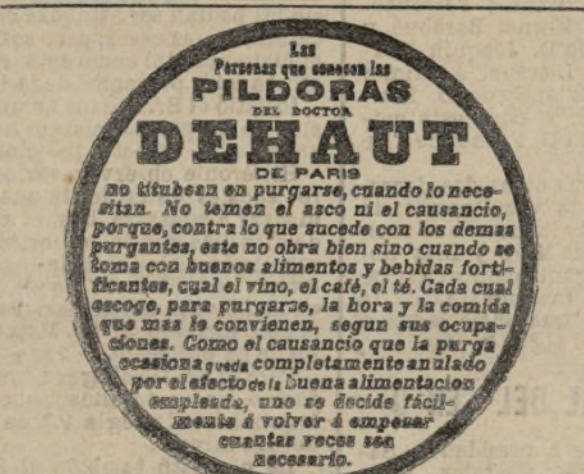 Las
Personas que conocen las
PILDORAS
DEL DOCTOR
DEHAUT
DE PARIS
no titubean en purgarse, cuando lo nece-
sitan. No temen el asco ni el causancio,
porque, contra lo que sucede con los demas
purgantes, este no obra bien sino cuando se
toma con buenos alimentos y bebidas forti-
ficantes, cual el vino, el café, el té. Cada cual
escoge, para purgarse, la hora y la comida
que mas le convienen, segun sus ocupa-
ciones. Como el causancio que la purga
ocasiona queda completamente anulado
por el efecto de la buena alimentacion
empleada, uno se decide fácil-
mente á volver á empezar
cuantas veces sea
necesario.